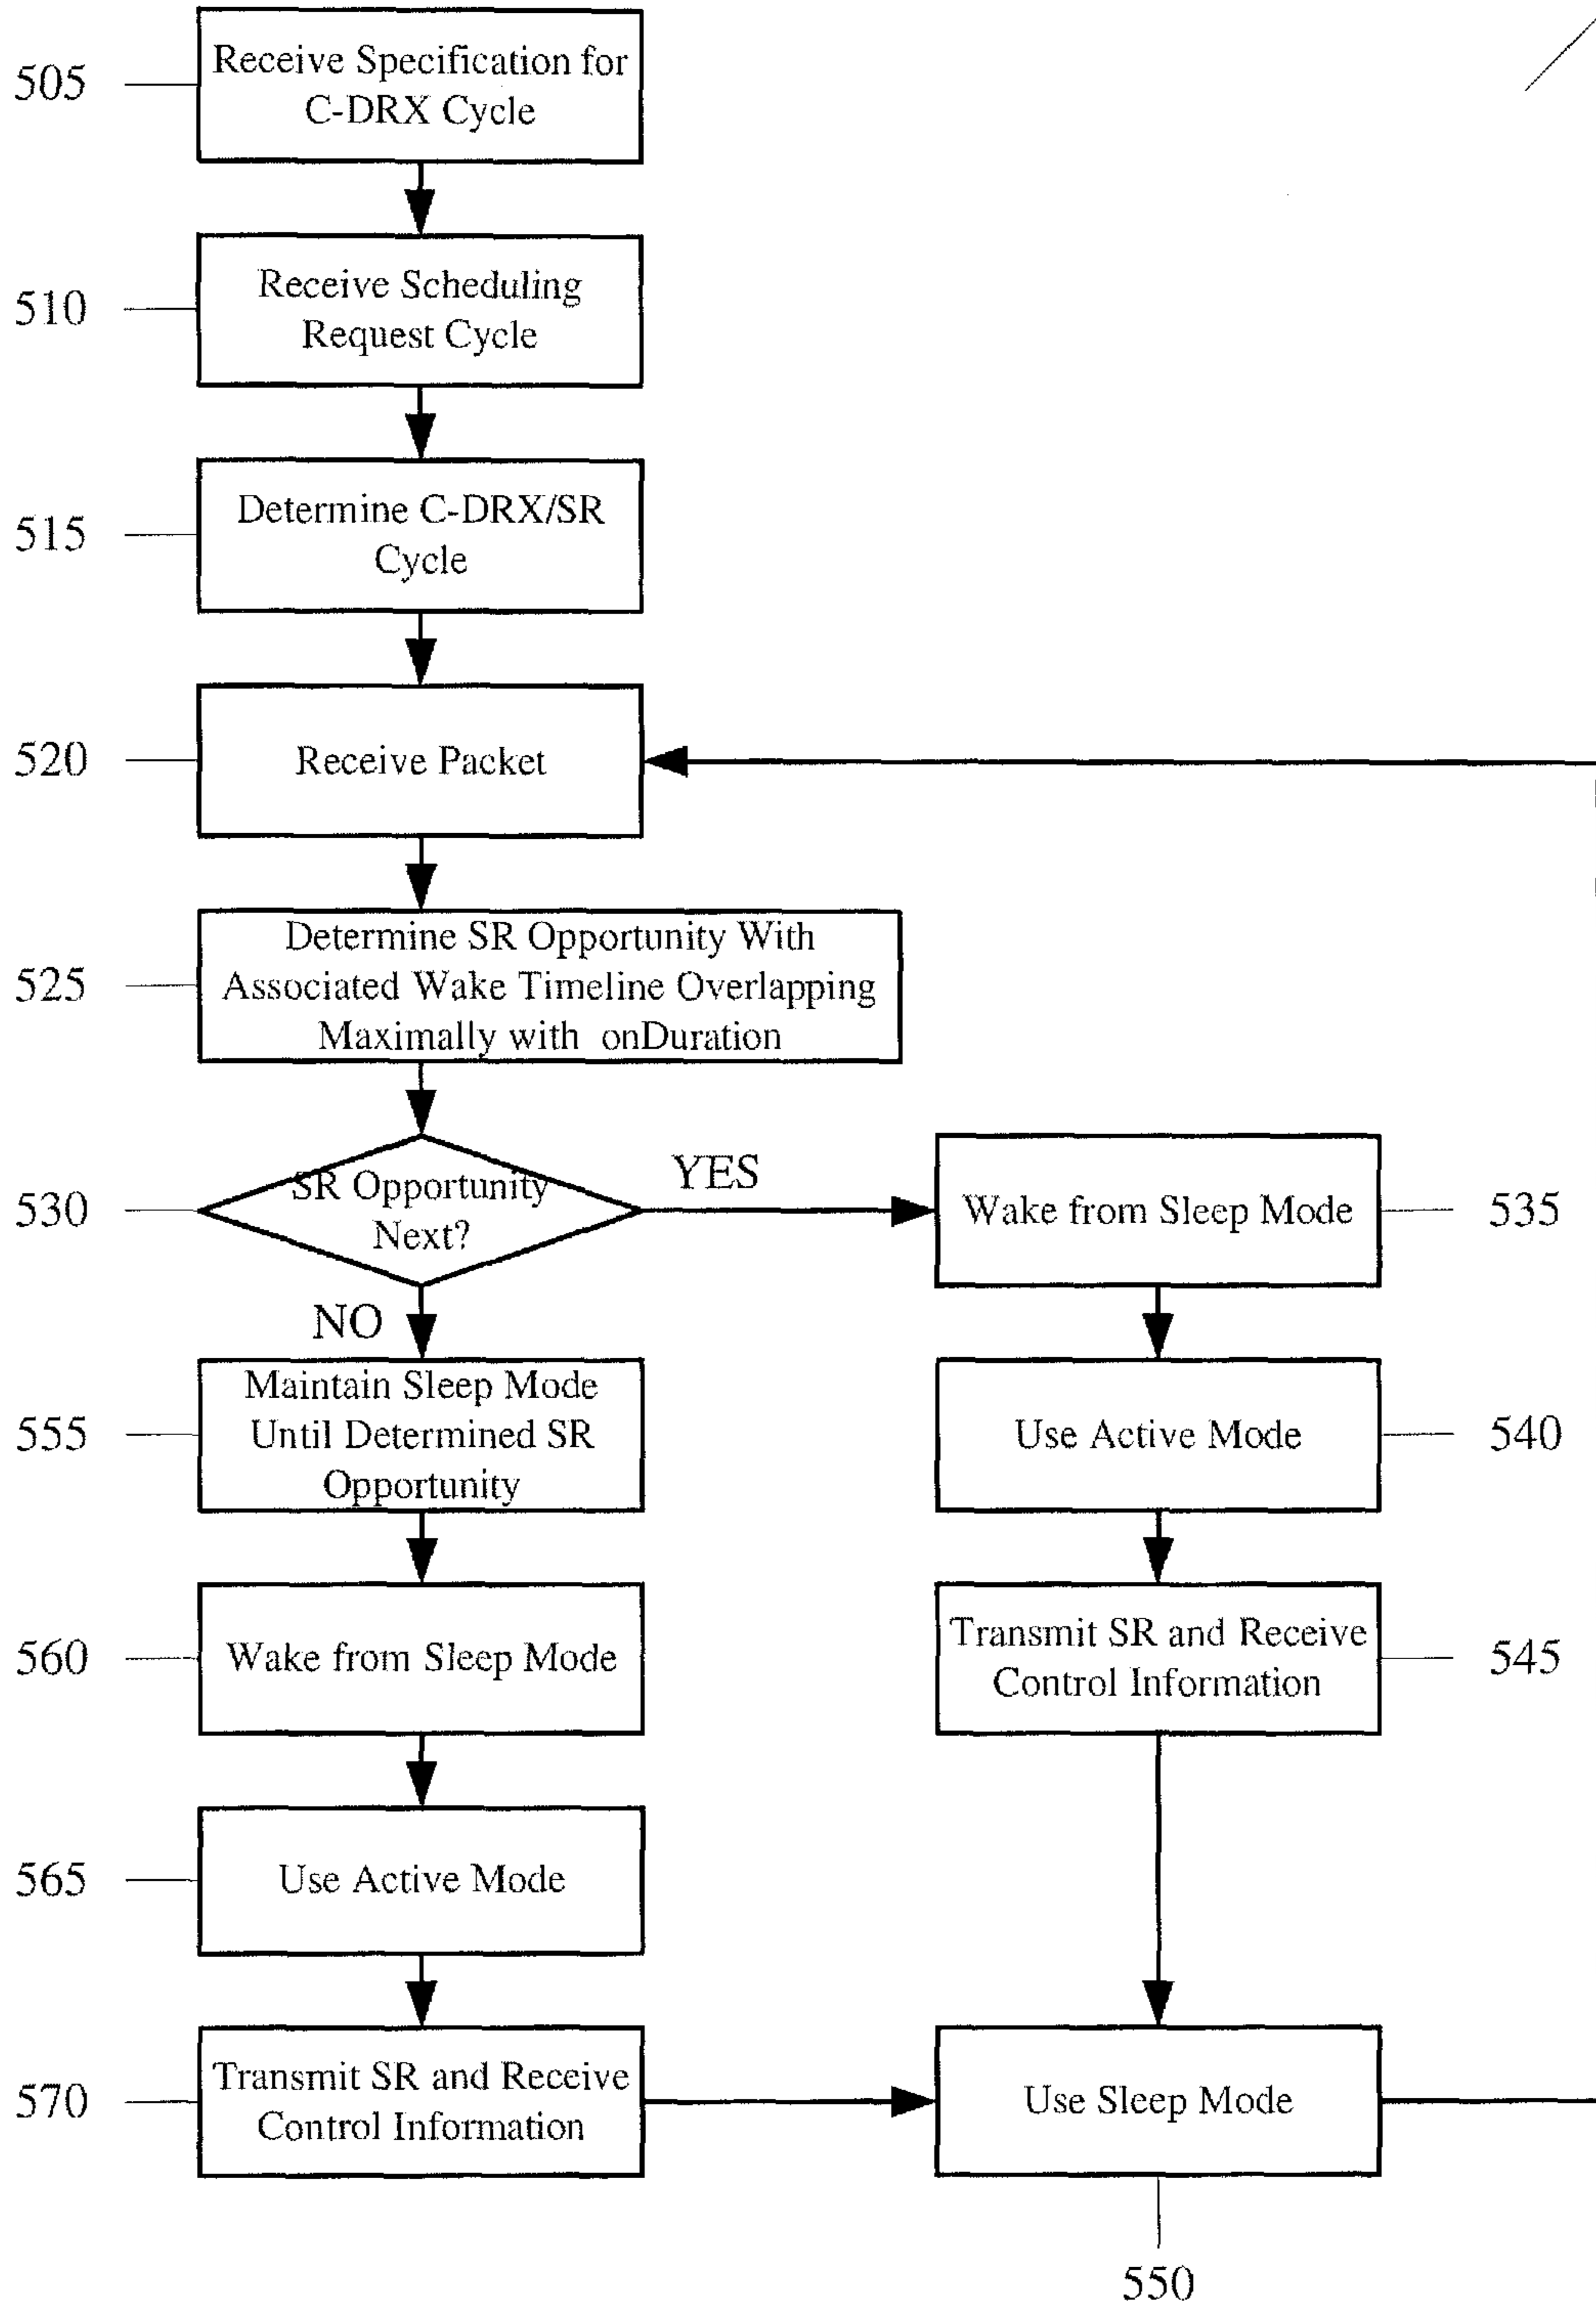 505
Receive Specification for
C-DRX Cycle
510
Receive Scheduling
Request Cycle
515
Determine C-DRX/SR
Cycle
520
Receive Packet
525
Determine SR Opportunity With
Associated Wake Timeline Overlapping
Maximally with onDuration
530
SR Opportunity
Next?
YES
Wake from Sleep Mode
535
NO
555
Maintain Sleep Mode
Until Determined SR
Opportunity
Use Active Mode
540
560
Wake from Sleep Mode
Transmit SR and Receive
Control Information
545
565
Use Active Mode
570
Transmit SR and Receive
Control Information
Use Sleep Mode
550